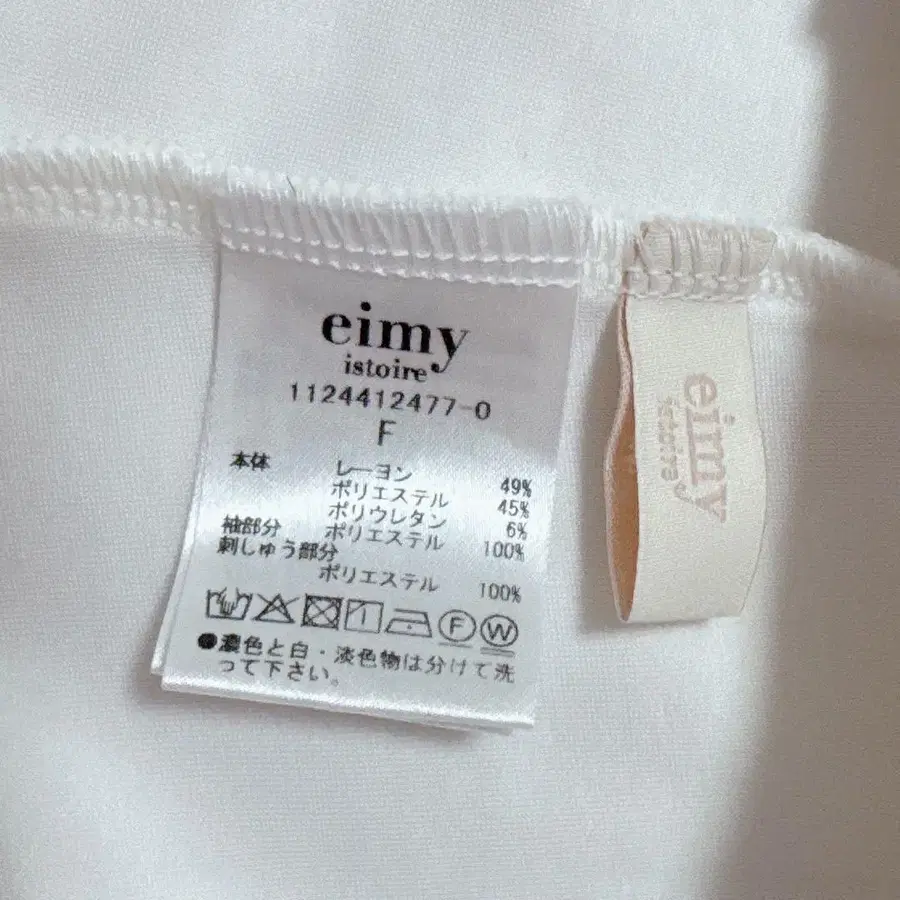 eimy
istoire
1124412477-0
F
本体 レーヨン 49%
ポリエステル 45%
ポリウレタン 6%
袖部分 ポリエステル 100%
刺しゅう部分
ポリエステル 100%
F W
●濃色と白・淡色物は分けて洗
って下さい。
eimy
istoire